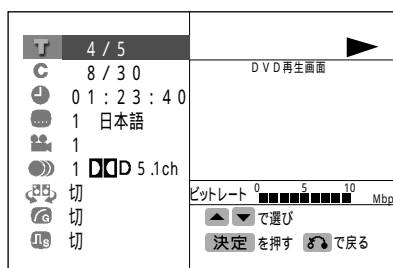 T 4/5
C 8/30
01:23:40
1 日本語
1
1 DD D 5.1ch
切
G 切
S 切
DVD再生画面
ビットレート 0 5 10 Mbp
で選び
決定 を押す で戻る